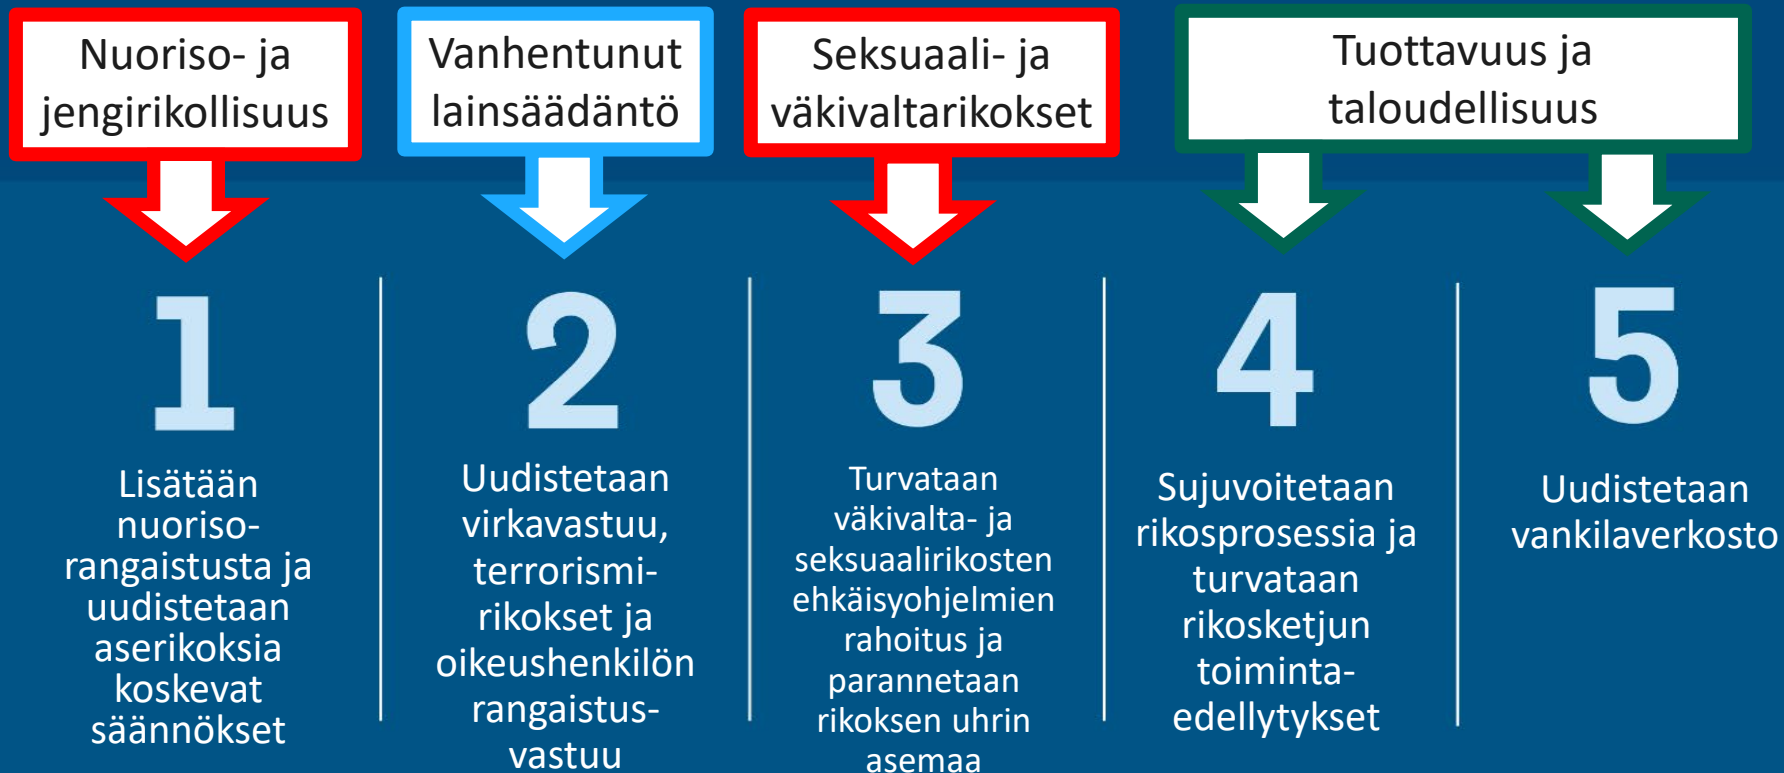 Nuoriso- ja
jengirikollisuus
Vanhentunut
lainsäädäntö
Seksuaali- ja
väkivaltarikokset
Tuottavuus ja
taloudellisuus
1
Lisätään
nuoriso-
rangaistusta ja
uudistetaan
aserikoksia
koskevat
säännökset
2
Uudistetaan
virkavastuu,
terrorismi-
rikokset ja
oikeushenkilön
rangaistus-
vastuu
3
Turvataan
väkivalta- ja
seksuaalirikosten
ehkäisyohjelmien
rahoitus ja
parannetaan
rikoksen uhrin
asemaa
4
Sujuvoitetaan
rikosprosessia ja
turvataan
rikosketjun
toiminta-
edellytykset
5
Uudistetaan
vankilaverkosto